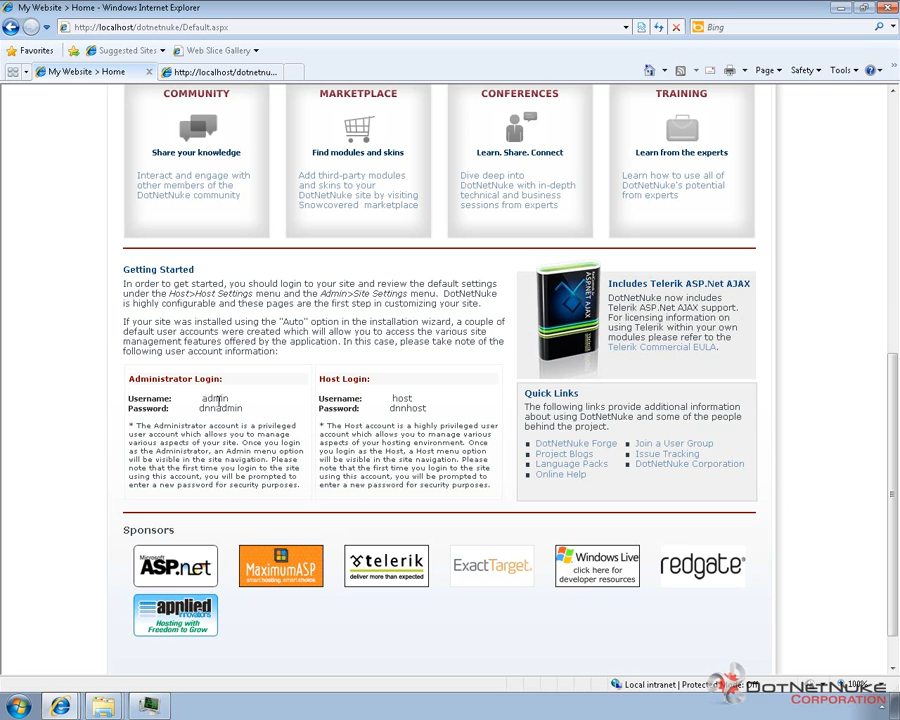 My Website > Home - Windows Internet Explorer
http://localhost/dotnetnuke/Default.aspx
Bing
Favorites
Suggested Sites
Web Slice Gallery
My Website > Home
http://localhost/dotnetnu...
Page
Safety
Tools
COMMUNITY
Share your knowledge
Interact and engage with
other members of the
DotNetNuke community
MARKETPLACE
Find modules and skins
Add third-party modules
and skins to your
DotNetNuke site by visiting
Snowcovered marketplace
CONFERENCES
Learn. Share. Connect
Dive deep into
DotNetNuke with in-depth
technical and business
sessions from experts
TRAINING
Learn from the experts
Learn how to use all of
DotNetNuke's potential
from experts
Getting Started
In order to get started, you should login to your site and review the default settings
under the Host>Host Settings menu and the Admin>Site Settings menu. DotNetNuke
is highly configurable and these pages are the first step in customizing your site.
If your site was installed using the "Auto" option in the installation wizard, a couple of
default user accounts were created which will allow you to access the various site
management features offered by the application. In this case, please take note of the
following user account information:
Administrator Login:
Username: admin
Password: dnnadmin
* The Administrator account is a privileged
user account which allows you to manage
various aspects of your site. Once you login
as the Administrator, an Admin menu option
will be visible in the site navigation. Please
note that the first time you login to the site
using this account, you will be prompted to
enter a new password for security purposes.
Host Login:
Username: host
Password: dnnhost
* The Host account is a highly privileged user
account which allows you to manage various
aspects of your hosting environment. Once
you login as the Host, a Host menu option
will be visible in the site navigation. Please
note that the first time you login to the site
using this account, you will be prompted to
enter a new password for security purposes.
ASP.NET AJAX
Includes Telerik ASP.Net AJAX
DotNetNuke now includes
Telerik ASP.Net AJAX support.
For licensing information on
using Telerik within your own
modules please refer to the
Telerik Commercial EULA.
Quick Links
The following links provide additional information
about using DotNetNuke and some of the people
behind the project.
DotNetNuke Forge
Project Blogs
Language Packs
Online Help
Join a User Group
Issue Tracking
DotNetNuke Corporation
Sponsors
Microsoft
ASP.net
MaximumASP
smart hosting. smart choice.
telerik
deliver more than expected
ExactTarget.
Windows Live
click here for
developer resources
redgate
applied
innovations
Hosting with
Freedom to Grow
Local intranet | Protected Mode: Off
100%
DOTNETNUKE
CORPORATION